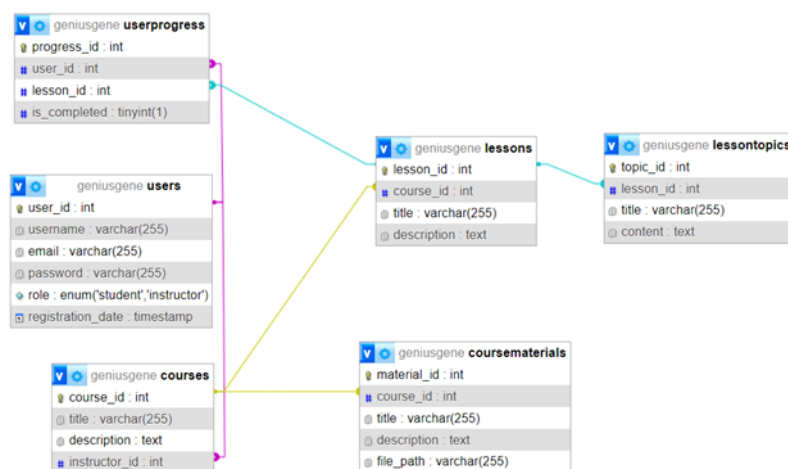 geniusgene userprogress
progress_id : int
user_id : int
lesson_id : int
is_completed : tinyint(1)
geniusgene users
user_id : int
username : varchar(255)
email : varchar(255)
password : varchar(255)
role : enum('student','instructor')
registration_date : timestamp
geniusgene courses
course_id : int
title : varchar(255)
description : text
instructor_id : int
geniusgene lessons
lesson_id : int
course_id : int
title : varchar(255)
description : text
geniusgene lessontopics
topic_id : int
lesson_id : int
title : varchar(255)
content : text
geniusgene coursematerials
material_id : int
course_id : int
title : varchar(255)
description : text
file_path : varchar(255)